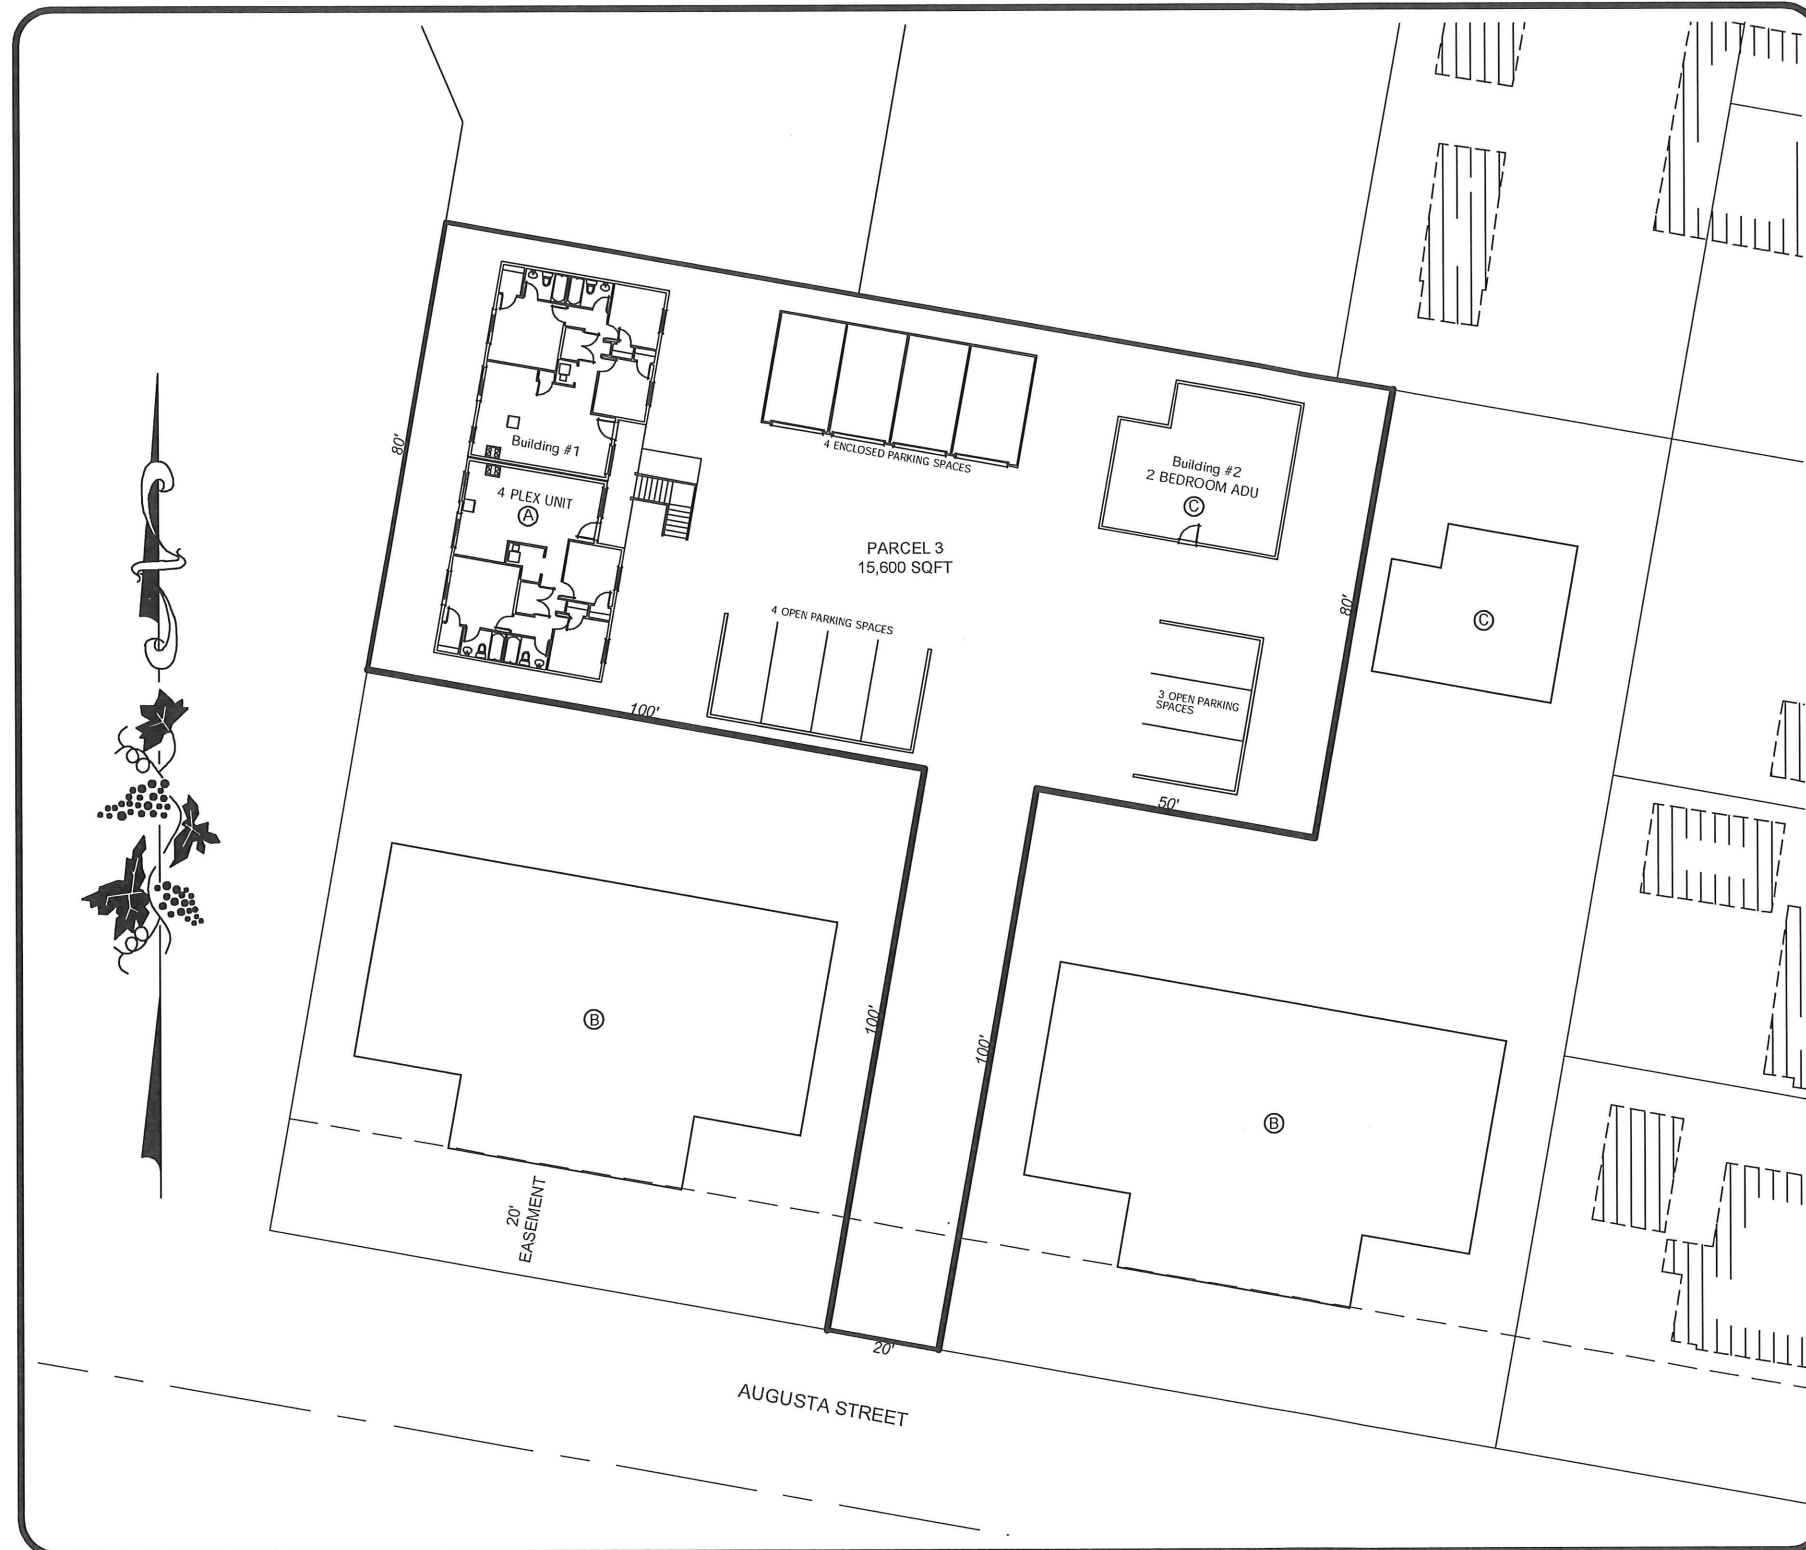 80'
Building #1
4 PLEX UNIT
A
4 ENCLOSED PARKING SPACES
Building #2
2 BEDROOM ADU
C
PARCEL 3
15,600 SQFT
80'
C
4 OPEN PARKING SPACES
3 OPEN PARKING
SPACES
100'
50'
B
100'
100'
B
20'
EASEMENT
20'
AUGUSTA STREET